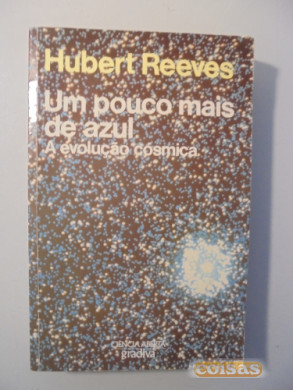 Hubert Reeves
Um pouco mais
de azul
A evolução cósmica
CIÊNCIA ABERTA
gradiva
coisas